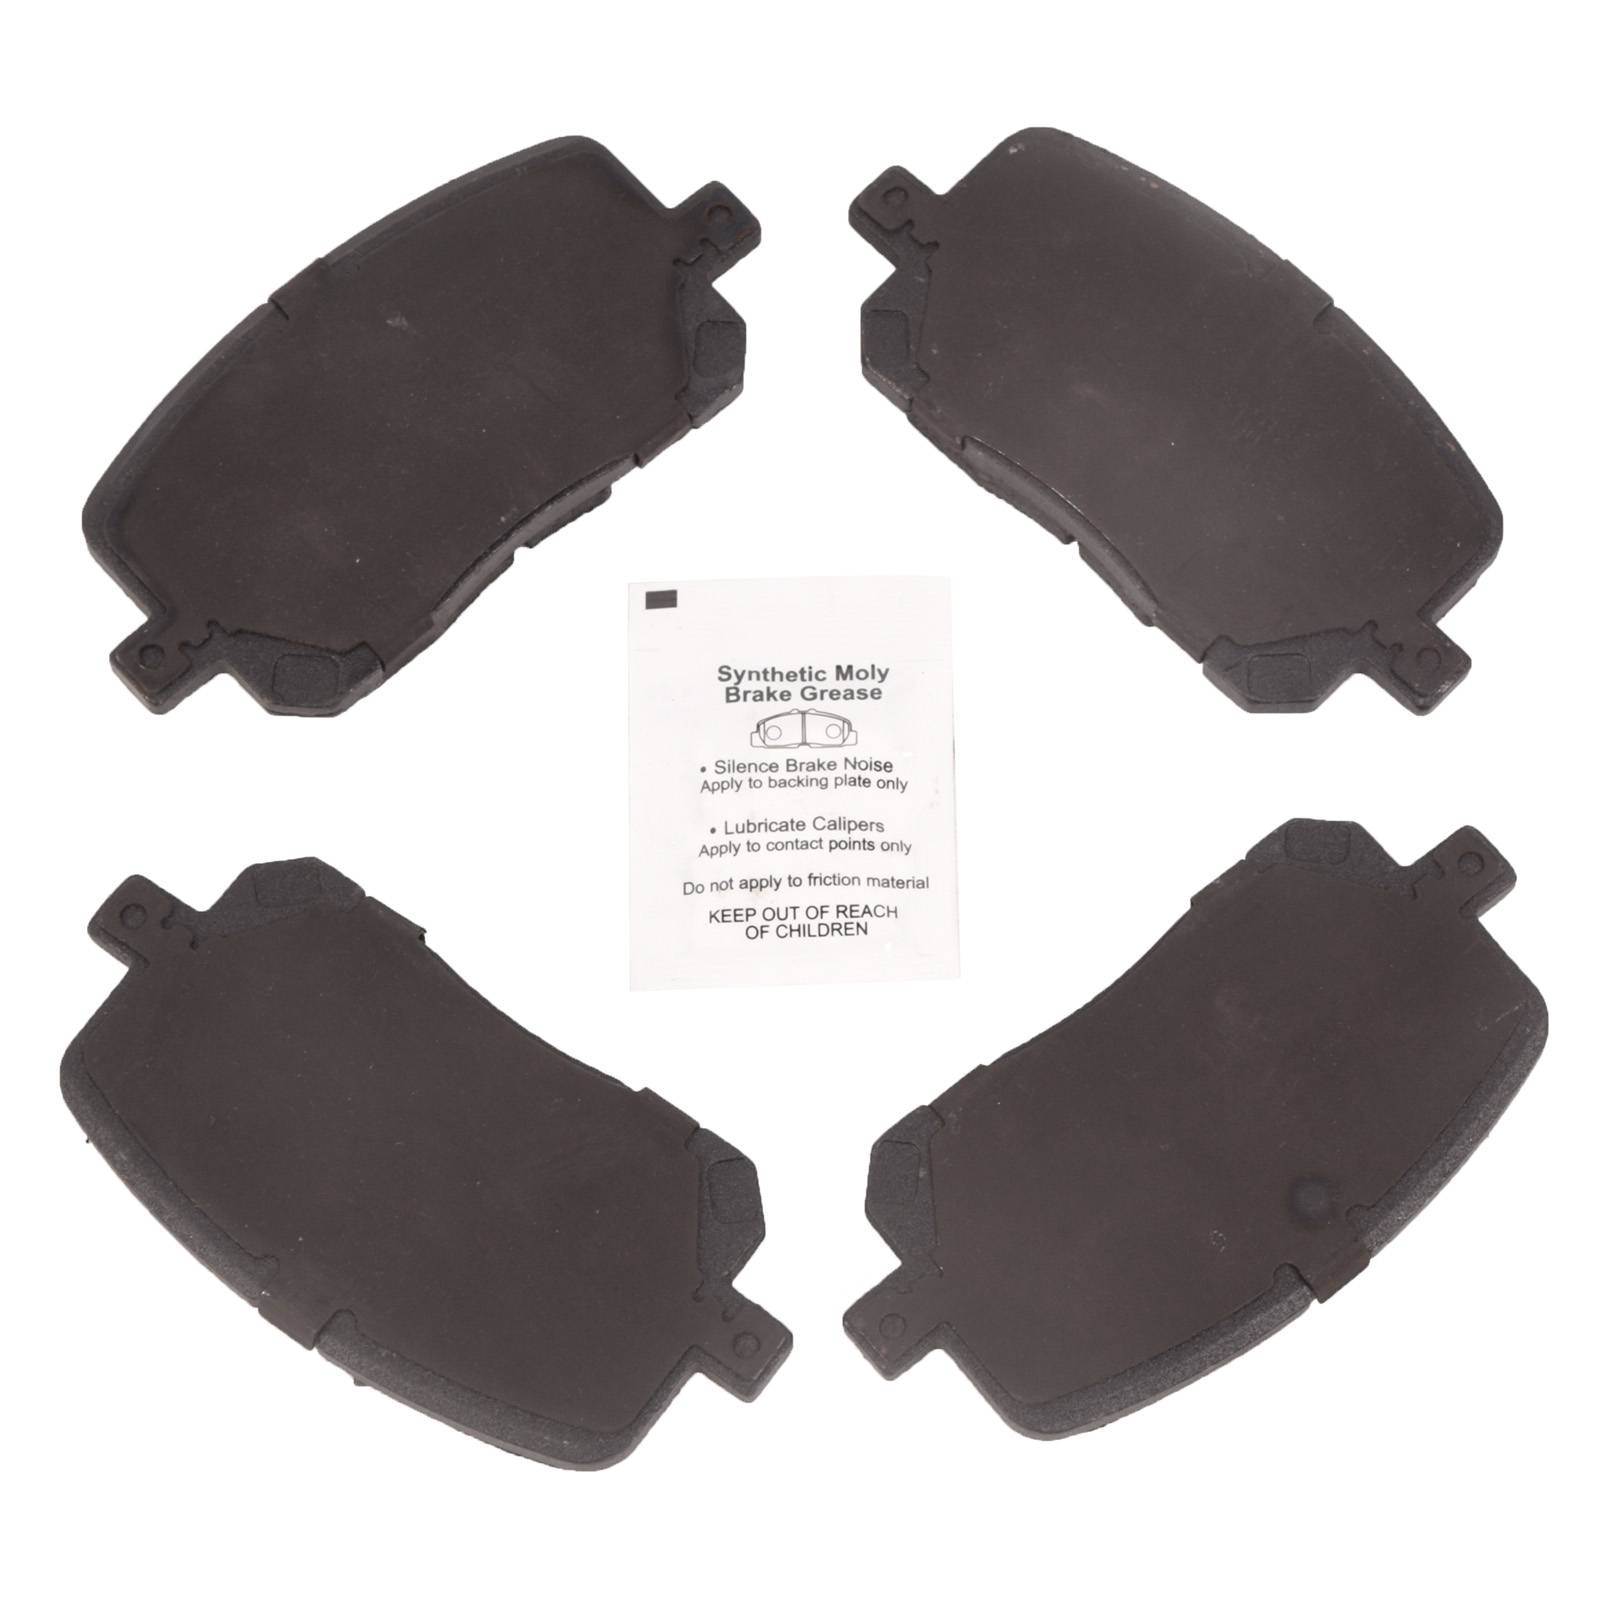 Synthetic Moly
Brake Grease
• Silence Brake Noise
Apply to backing plate only
• Lubricate Calipers
Apply to contact points only
Do not apply to friction material
KEEP OUT OF REACH
OF CHILDREN